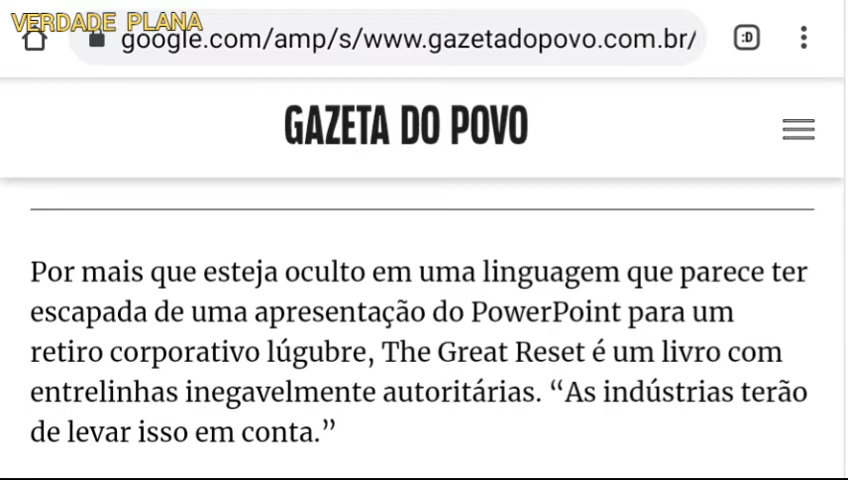 VERDADE PLANA
google.com/amp/s/www.gazetadopovo.com.br/
:D
GAZETA DO POVO
Por mais que esteja oculto em uma linguagem que parece ter
escapada de uma apresentação do PowerPoint para um
retiro corporativo lúgubre, The Great Reset é um livro com
entrelinhas inegavelmente autoritárias. “As indústrias terão
de levar isso em conta.”